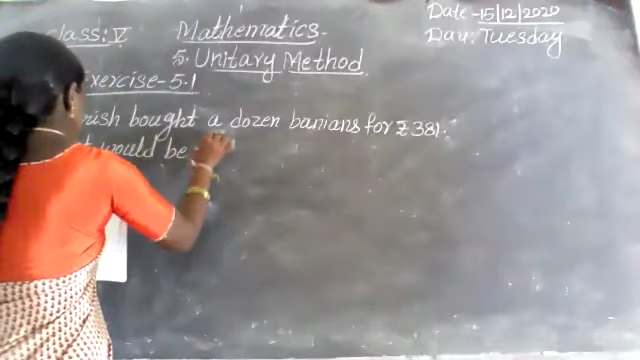 Class: V
Mathematics
Date - 15/12/2020
Day: Tuesday
5. Unitary Method
Exercise - 5.1
bought a dozen banians for ₹ 381.
would be